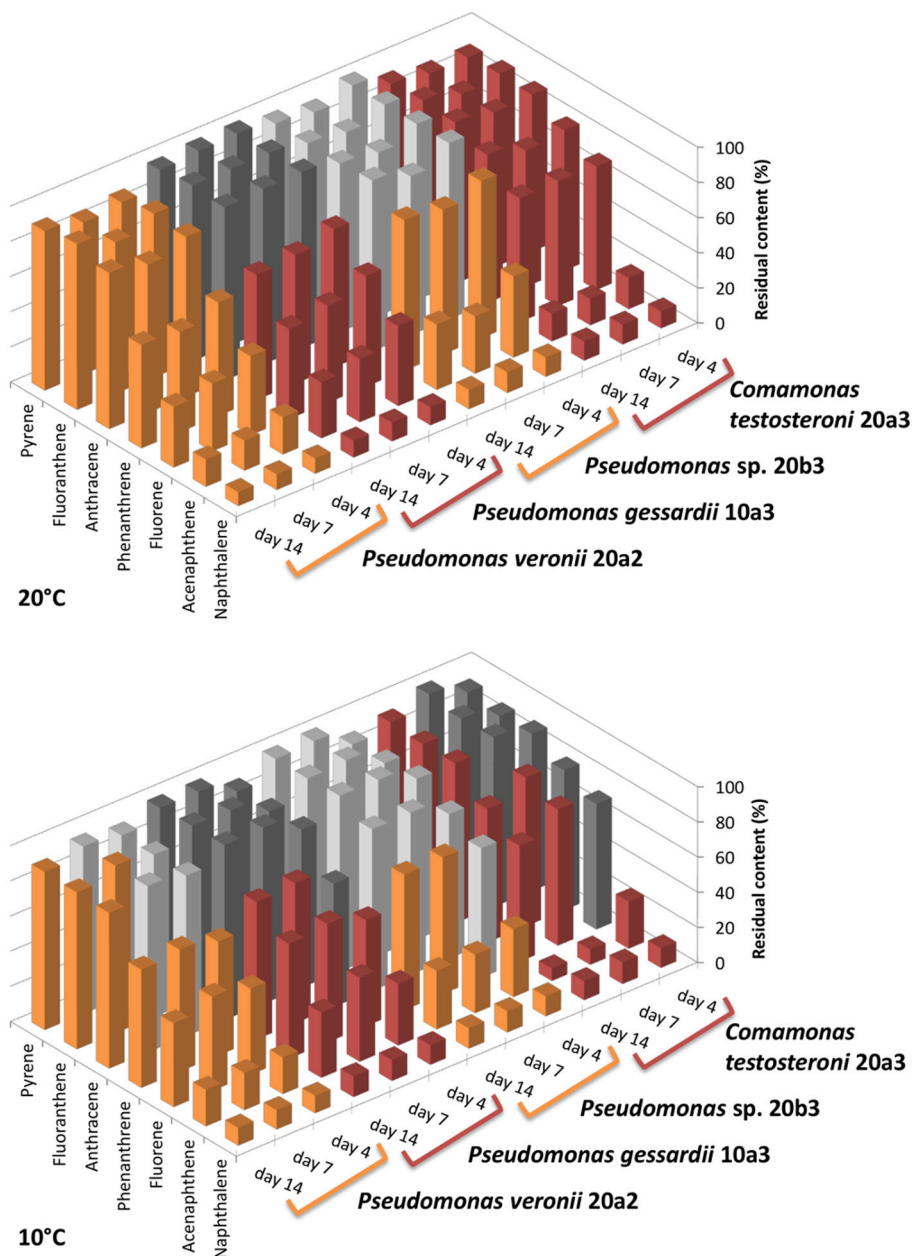 100
80
60
40
20
0
Residual content (%)
Pyrene
Fluoranthene
Anthracene
Phenanthrene
Fluorene
Acenaphthene
Naphthalene
day 14
day 7
day 4
day 14
day 7
day 4
day 14
day 7
day 4
day 14
day 7
day 4
Comamonas
testosteroni 20a3
Pseudomonas sp. 20b3
Pseudomonas gessardii 10a3
Pseudomonas veronii 20a2
20°C
100
80
60
40
20
0
Residual content (%)
Pyrene
Fluoranthene
Anthracene
Phenanthrene
Fluorene
Acenaphthene
Naphthalene
day 14
day 7
day 4
day 14
day 7
day 4
day 14
day 7
day 4
day 14
day 7
day 4
Comamonas
testosteroni 20a3
Pseudomonas sp. 20b3
Pseudomonas gessardii 10a3
Pseudomonas veronii 20a2
10°C